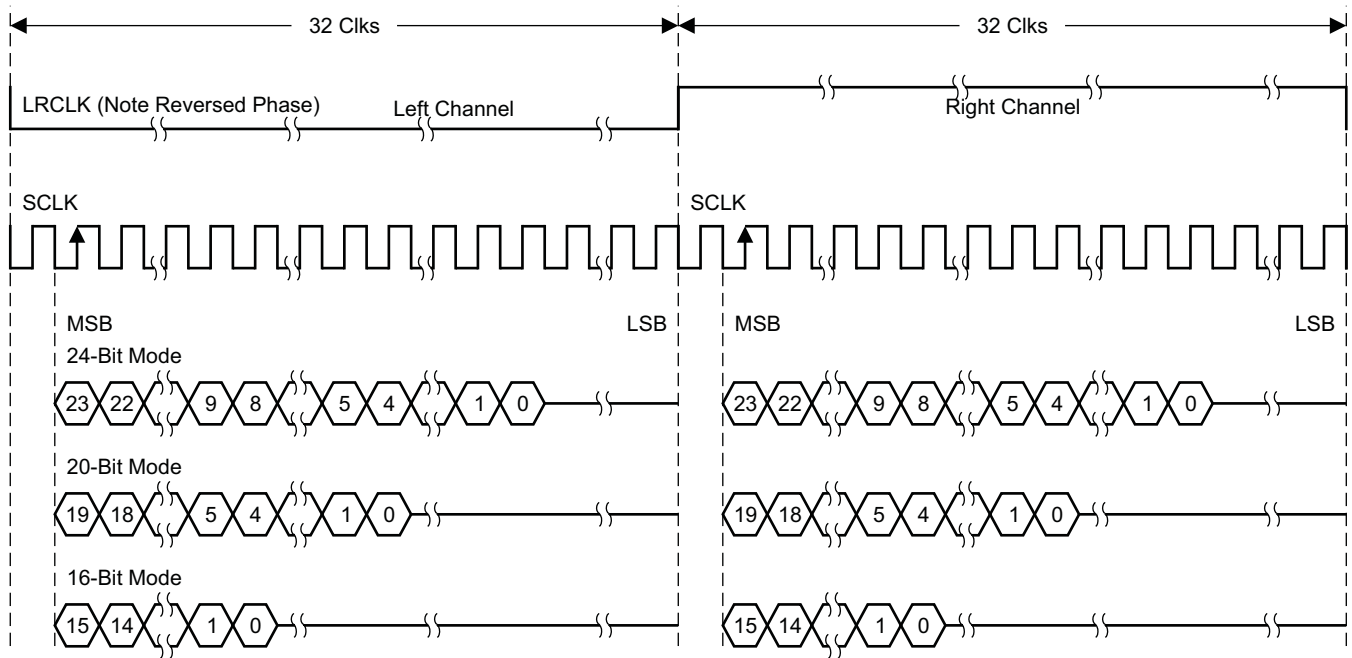 32 Clks 32 Clks
LRCLK (Note Reversed Phase) Left Channel Right Channel
SCLK SCLK
MSB LSB MSB LSB
24-Bit Mode
23 22 9 8 5 4 1 0 23 22 9 8 5 4 1 0
20-Bit Mode
19 18 5 4 1 0 19 18 5 4 1 0
16-Bit Mode
15 14 1 0 15 14 1 0